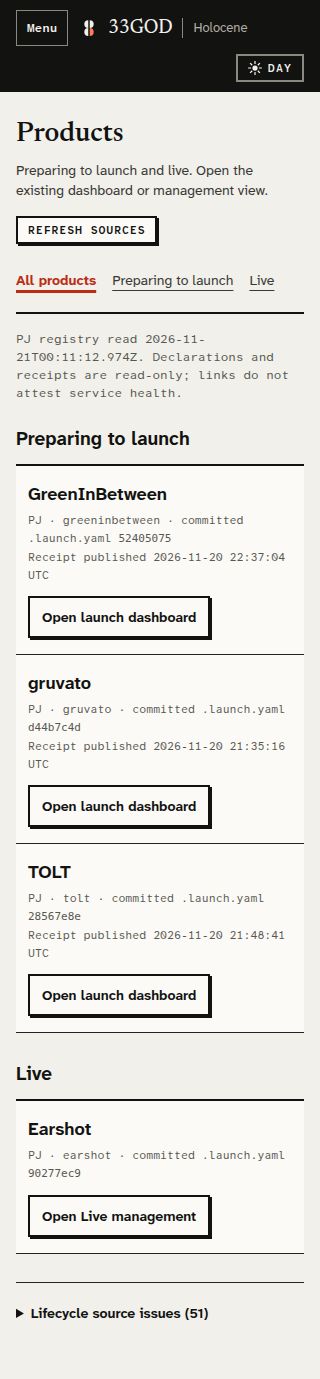 Menu
33GOD
Holocene
DAY
Products
Preparing to launch and live. Open the
existing dashboard or management view.
REFRESH SOURCES
All products Preparing to launch Live
PJ registry read 2026-11-
21T00:11:12.974Z. Declarations and
receipts are read-only; links do not
attest service health.
Preparing to launch
GreenInBetween
PJ · greeninbetween · committed
.launch.yaml 52405075
Receipt published 2026-11-20 22:37:04
UTC
Open launch dashboard
gruvato
PJ · gruvato · committed .launch.yaml
d44b7c4d
Receipt published 2026-11-20 21:35:16
UTC
Open launch dashboard
TOLT
PJ · tolt · committed .launch.yaml
28567e8e
Receipt published 2026-11-20 21:48:41
UTC
Open launch dashboard
Live
Earshot
PJ · earshot · committed .launch.yaml
90277ec9
Open Live management
Lifecycle source issues (51)